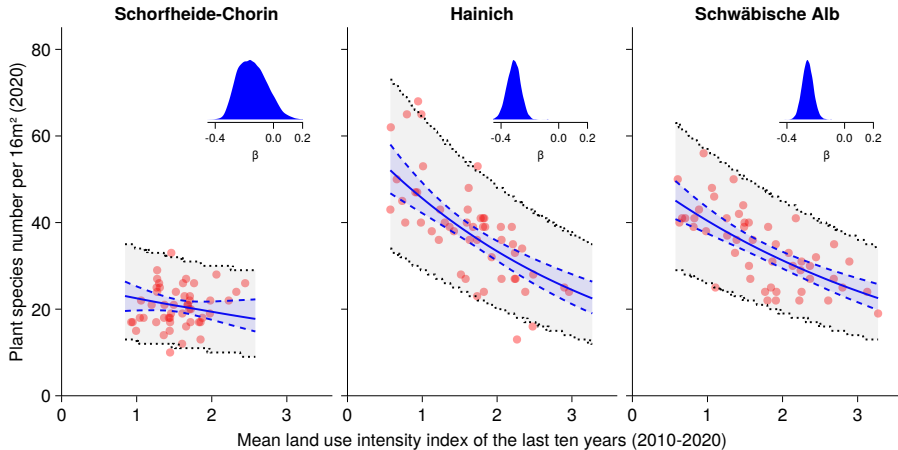 Schorfheide-Chorin Hainich Schwäbische Alb
Plant species number per 16m² (2020)
80
60
40
20
0
-0.4 0.0 0.2
β
-0.4 0.0 0.2
β
-0.4 0.0 0.2
β
0 1 2 3 0 1 2 3 0 1 2 3
Mean land use intensity index of the last ten years (2010-2020)